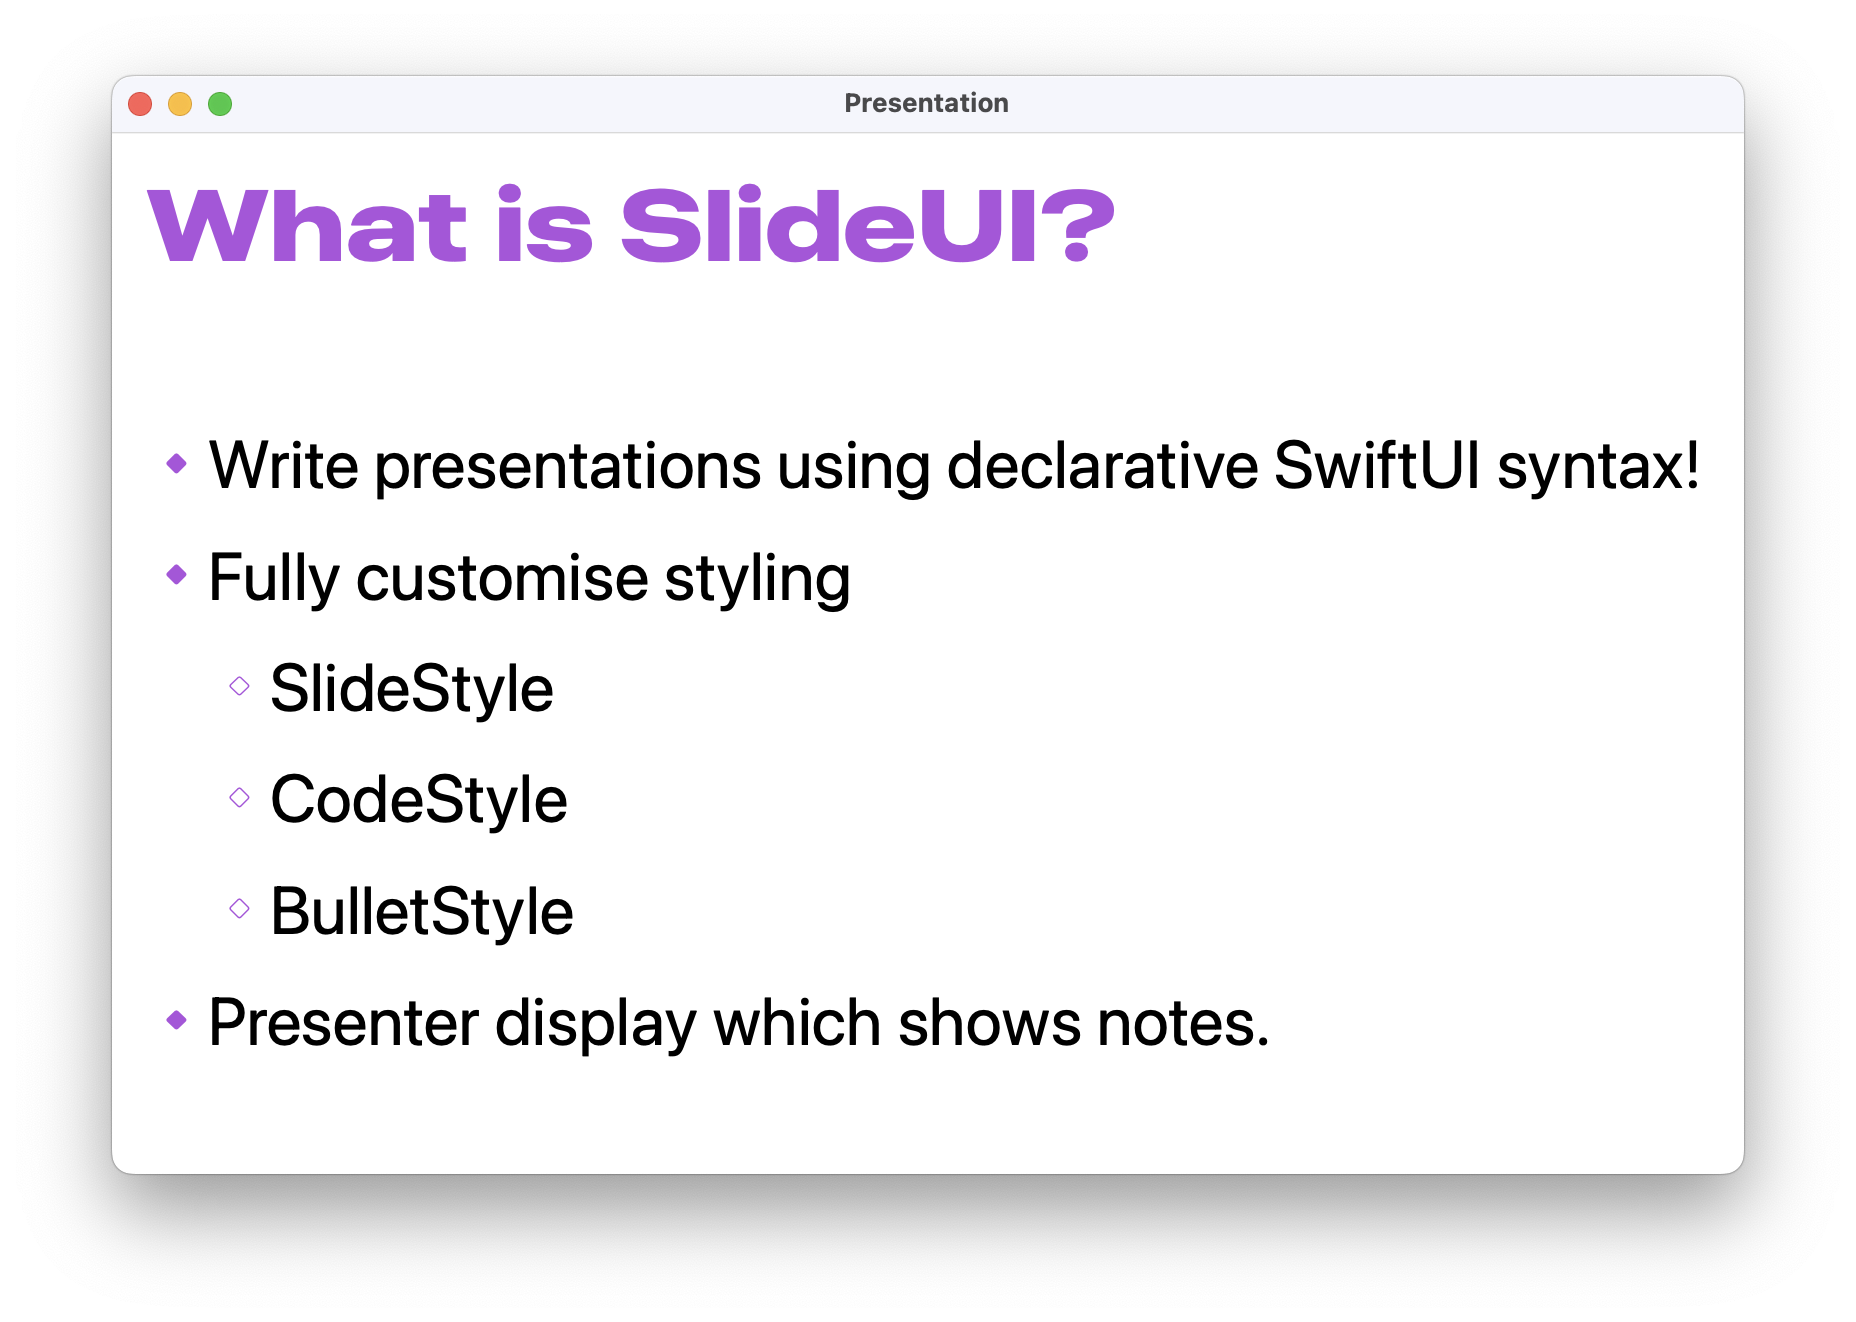 Presentation
What is SlideUI?
Write presentations using declarative SwiftUI syntax!
Fully customise styling
SlideStyle
CodeStyle
BulletStyle
Presenter display which shows notes.